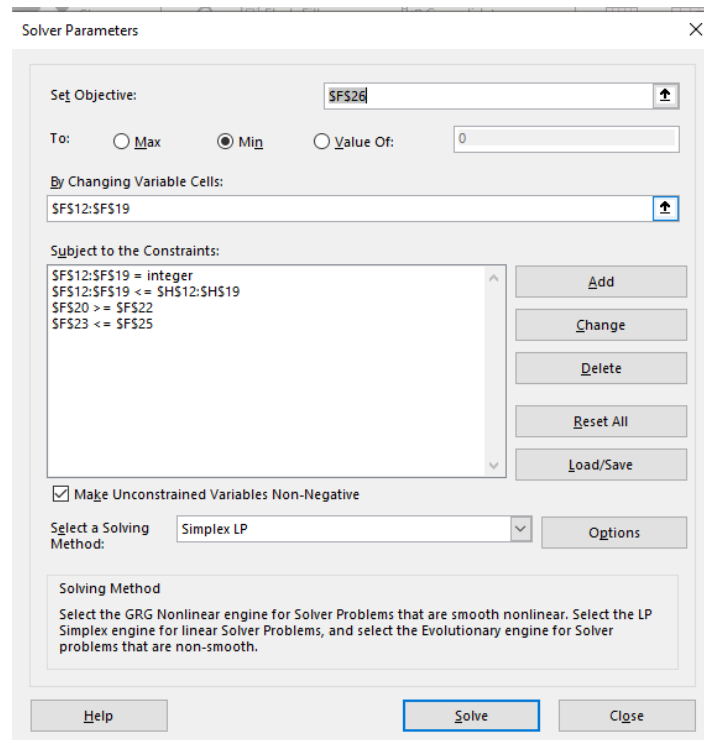 Solver Parameters
Set Objective:
$F$26
To:
Max
Min
Value Of:
0
By Changing Variable Cells:
$F$12:$F$19
Subject to the Constraints:
$F$12:$F$19 = integer
$F$12:$F$19 <= $H$12:$H$19
$F$20 >= $F$22
$F$23 <= $F$25
Add
Change
Delete
Reset All
Load/Save
Make Unconstrained Variables Non-Negative
Select a Solving
Method:
Simplex LP
Options
Solving Method
Select the GRG Nonlinear engine for Solver Problems that are smooth nonlinear. Select the LP
Simplex engine for linear Solver Problems, and select the Evolutionary engine for Solver
problems that are non-smooth.
Help
Solve
Close